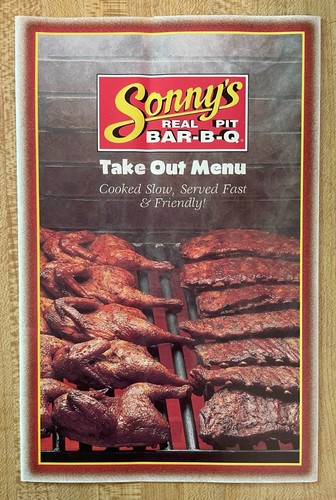 Sonny's
REAL PIT
BAR-B-Q
Take Out Menu
Cooked Slow, Served Fast
& Friendly!